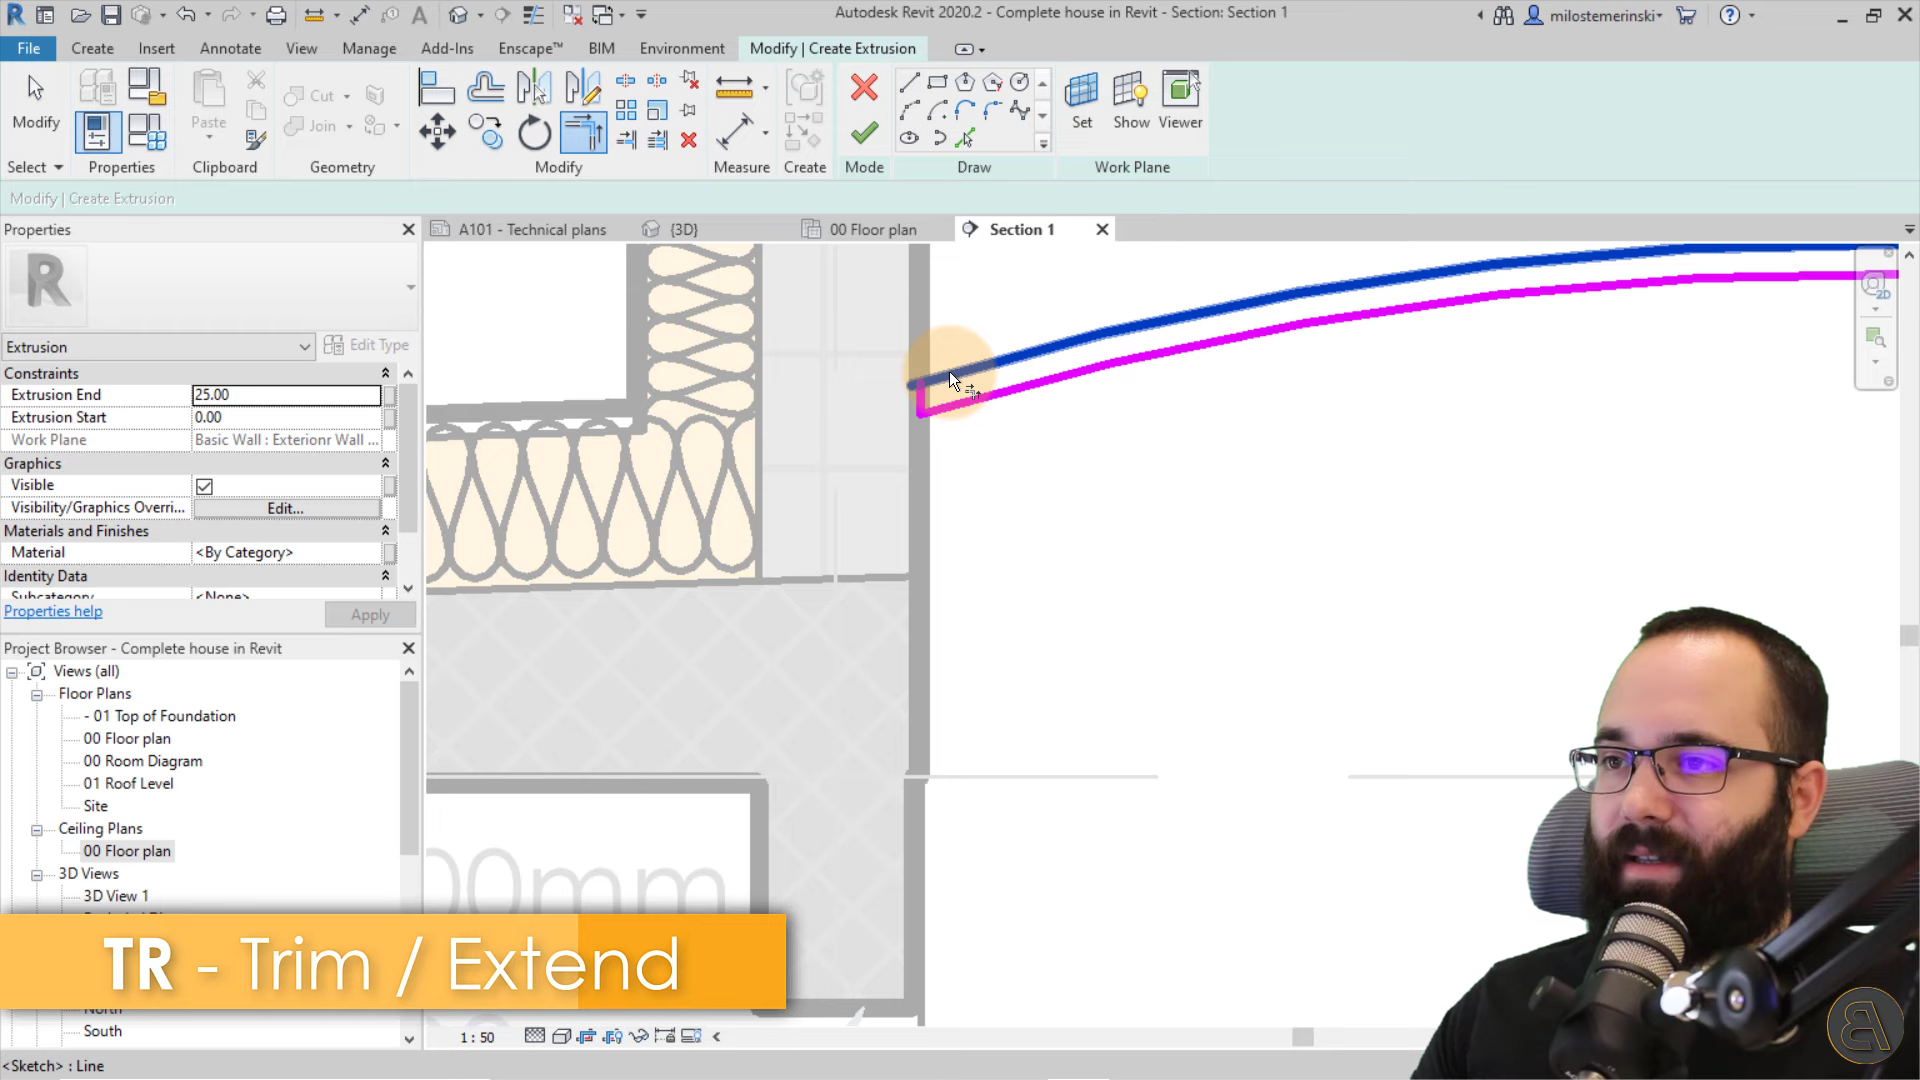 Autodesk Revit 2020.2 - Complete house in Revit - Section: Section 1
milostemerinski
File Create Insert Annotate View Manage Add-Ins Enscape™ BIM Environment Modify | Create Extrusion
Modify
Paste
Cut
Join
Set
Show
Viewer
Select Properties Clipboard Geometry Modify Measure Create Mode Draw Work Plane
Modify | Create Extrusion
Properties
A101 - Technical plans
{3D}
00 Floor plan
Section 1
R
2D
Extrusion
Edit Type
Constraints
Extrusion End 25.00
Extrusion Start 0.00
Work Plane Basic Wall : Exterionr Wall ...
Graphics
Visible
Visibility/Graphics Overri... Edit...
Materials and Finishes
Material <By Category>
Identity Data
Subcategory <None>
Properties help
Apply
Project Browser - Complete house in Revit
Views (all)
Floor Plans
- 01 Top of Foundation
00 Floor plan
00 Room Diagram
01 Roof Level
Site
Ceiling Plans
00 Floor plan
3D Views
3D View 1
00mm
TR - Trim / Extend
North
South
1 : 50
<Sketch> : Line